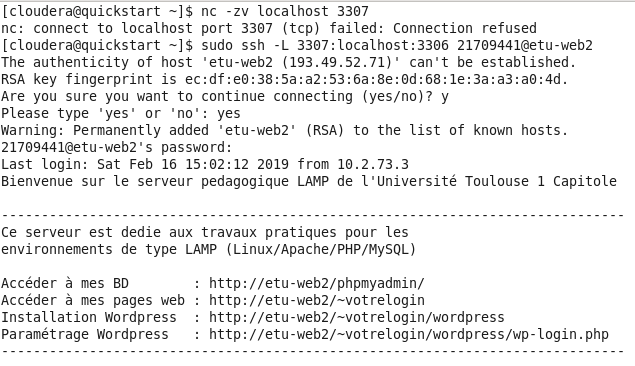 [cloudera@quickstart ~]$ nc -zv localhost 3307
nc: connect to localhost port 3307 (tcp) failed: Connection refused
[cloudera@quickstart ~]$ sudo ssh -L 3307:localhost:3306 21709441@etu-web2
The authenticity of host 'etu-web2 (193.49.52.71)' can't be established.
RSA key fingerprint is ec:df:e0:38:5a:a2:53:6a:8e:0d:68:1e:3a:a3:a0:4d.
Are you sure you want to continue connecting (yes/no)? y
Please type 'yes' or 'no': yes
Warning: Permanently added 'etu-web2' (RSA) to the list of known hosts.
21709441@etu-web2's password:
Last login: Sat Feb 16 15:02:12 2019 from 10.2.73.3
Bienvenue sur le serveur pedagogique LAMP de l'Université Toulouse 1 Capitole
------------------------------------------------------------------------------
Ce serveur est dedie aux travaux pratiques pour les
environnements de type LAMP (Linux/Apache/PHP/MySQL)
Accéder à mes BD        : http://etu-web2/phpmyadmin/
Accéder à mes pages web : http://etu-web2/~votrelogin
Installation Wordpress  : http://etu-web2/~votrelogin/wordpress
Paramétrage Wordpress   : http://etu-web2/~votrelogin/wordpress/wp-login.php
------------------------------------------------------------------------------